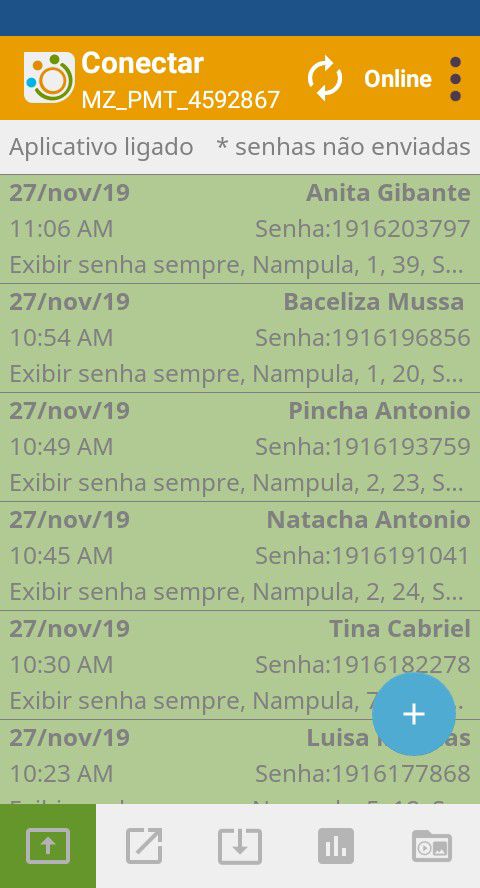 Conectar
MZ_PMT_4592867
Online
Aplicativo ligado * senhas não enviadas
27/nov/19 Anita Gibante
11:06 AM Senha:1916203797
Exibir senha sempre, Nampula, 1, 39, S...
27/nov/19 Baceliza Mussa
10:54 AM Senha:1916196856
Exibir senha sempre, Nampula, 1, 20, S...
27/nov/19 Pincha Antonio
10:49 AM Senha:1916193759
Exibir senha sempre, Nampula, 2, 23, S...
27/nov/19 Natacha Antonio
10:45 AM Senha:1916191041
Exibir senha sempre, Nampula, 2, 24, S...
27/nov/19 Tina Cabriel
10:30 AM Senha:1916182278
Exibir senha sempre, Nampula,
27/nov/19 Luisa
10:23 AM Senha:1916177868